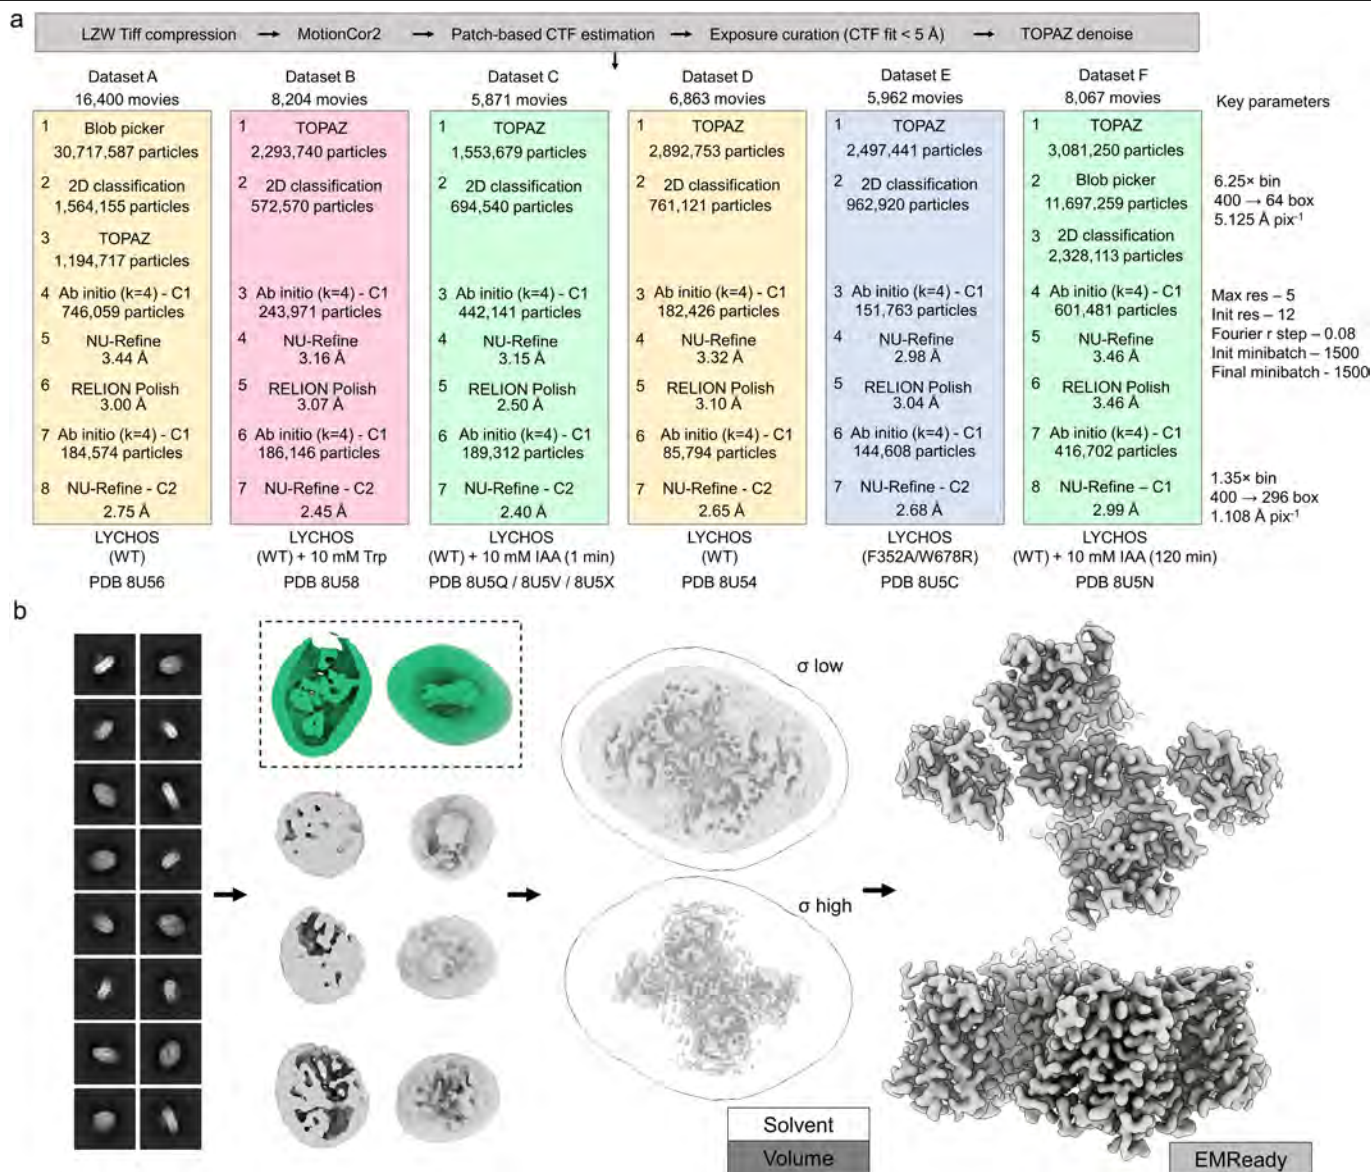 a
LZW Tiff compression → MotionCor2 → Patch-based CTF estimation → Exposure curation (CTF fit < 5 Å) → TOPAZ denoise
Dataset A
16,400 movies
1 Blob picker
30,717,587 particles
2 2D classification
1,564,155 particles
3 TOPAZ
1,194,717 particles
4 Ab initio (k=4) - C1
746,059 particles
5 NU-Refine
3.44 Å
6 RELION Polish
3.00 Å
7 Ab initio (k=4) - C1
184,574 particles
8 NU-Refine - C2
2.75 Å
LYCHOS
(WT)
PDB 8U56
Dataset B
8,204 movies
1 TOPAZ
2,293,740 particles
2 2D classification
572,570 particles
3 Ab initio (k=4) - C1
243,971 particles
4 NU-Refine
3.16 Å
5 RELION Polish
3.07 Å
6 Ab initio (k=4) - C1
186,146 particles
7 NU-Refine - C2
2.45 Å
LYCHOS
(WT) + 10 mM Trp
PDB 8U58
Dataset C
5,871 movies
1 TOPAZ
1,553,679 particles
2 2D classification
694,540 particles
3 Ab initio (k=4) - C1
442,141 particles
4 NU-Refine
3.15 Å
5 RELION Polish
2.50 Å
6 Ab initio (k=4) - C1
189,312 particles
7 NU-Refine - C2
2.40 Å
LYCHOS
(WT) + 10 mM IAA (1 min)
PDB 8U5Q / 8U5V / 8U5X
Dataset D
6,863 movies
1 TOPAZ
2,892,753 particles
2 2D classification
761,121 particles
3 Ab initio (k=4) - C1
182,426 particles
4 NU-Refine
3.32 Å
5 RELION Polish
3.10 Å
6 Ab initio (k=4) - C1
85,794 particles
7 NU-Refine - C2
2.65 Å
LYCHOS
(WT)
PDB 8U54
Dataset E
5,962 movies
1 TOPAZ
2,497,441 particles
2 2D classification
962,920 particles
3 Ab initio (k=4) - C1
151,763 particles
4 NU-Refine
2.98 Å
5 RELION Polish
3.04 Å
6 Ab initio (k=4) - C1
144,608 particles
7 NU-Refine - C2
2.68 Å
LYCHOS
(F352A/W678R)
PDB 8U5C
Dataset F
8,067 movies
1 TOPAZ
3,081,250 particles
2 Blob picker
11,697,259 particles
3 2D classification
2,328,113 particles
4 Ab initio (k=4) - C1
601,481 particles
5 NU-Refine
3.46 Å
6 RELION Polish
3.46 Å
7 Ab initio (k=4) - C1
416,702 particles
8 NU-Refine – C1
2.99 Å
LYCHOS
(WT) + 10 mM IAA (120 min)
PDB 8U5N
Key parameters
6.25× bin
400 → 64 box
5.125 Å pix⁻¹
Max res – 5
Init res – 12
Fourier r step – 0.08
Init minibatch – 1500
Final minibatch - 1500
1.35× bin
400 → 296 box
1.108 Å pix⁻¹
b
σ low
σ high
Solvent
Volume
EMReady